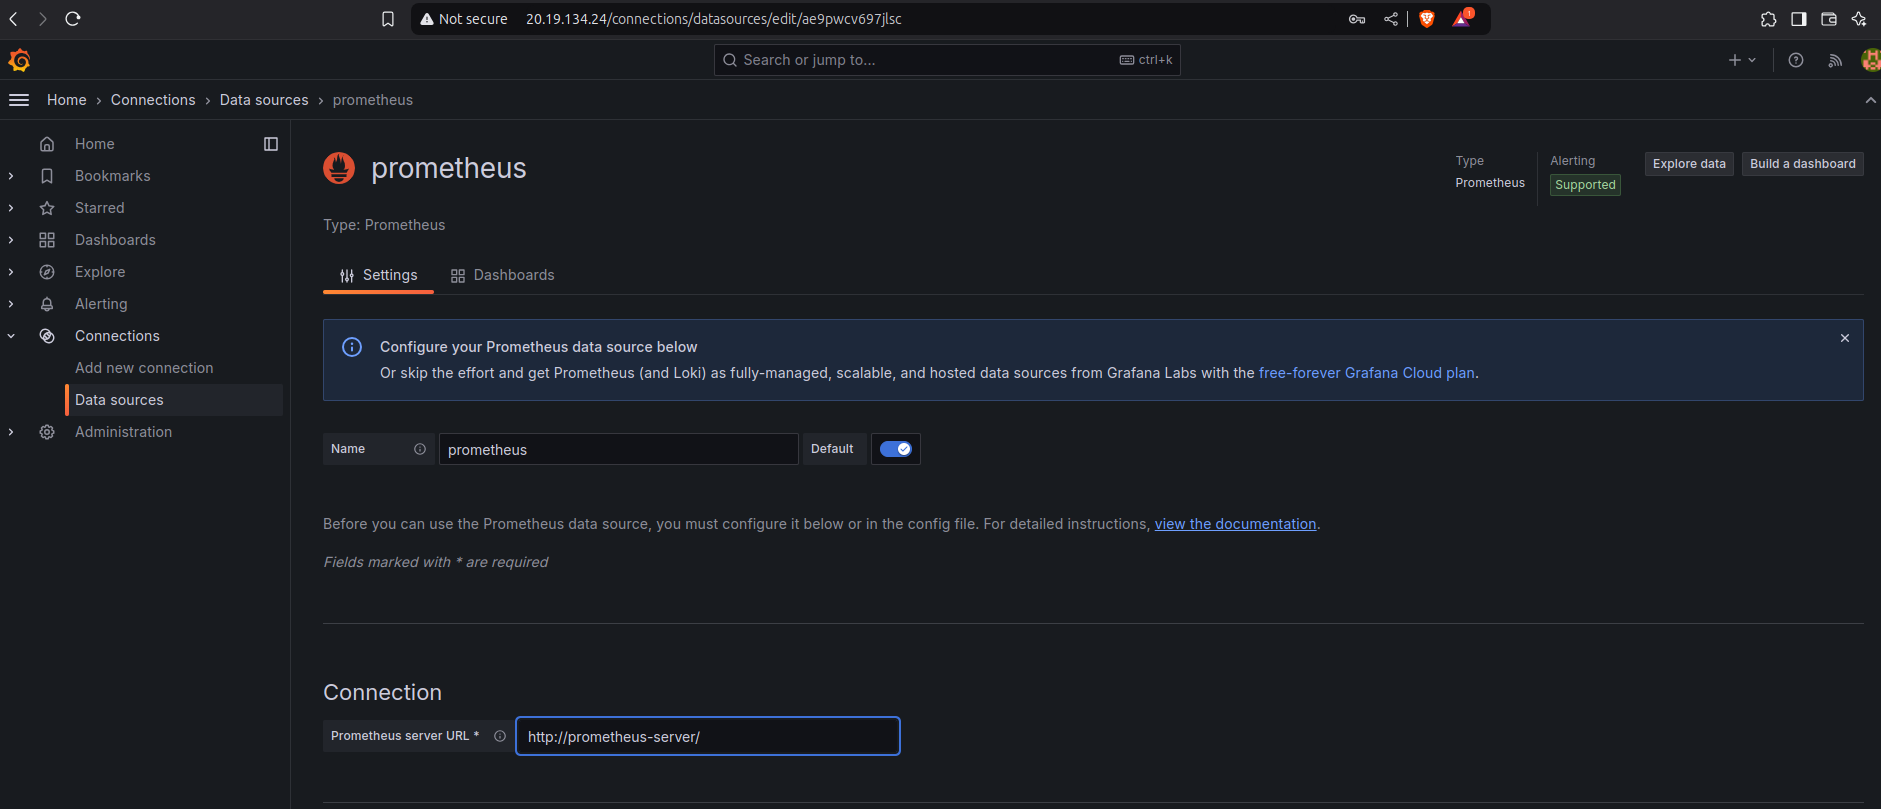 Not secure 20.19.134.24/connections/datasources/edit/ae9pwcv697jlsc 1
Search or jump to... ctrl+k
Home › Connections › Data sources › prometheus
Home
Bookmarks
Starred
Dashboards
Explore
Alerting
Connections
Add new connection
Data sources
Administration
prometheus
Type
Prometheus
Alerting
Supported
Explore data
Build a dashboard
Type: Prometheus
Settings Dashboards
Configure your Prometheus data source below
Or skip the effort and get Prometheus (and Loki) as fully-managed, scalable, and hosted data sources from Grafana Labs with the free-forever Grafana Cloud plan.
Name prometheus Default
Before you can use the Prometheus data source, you must configure it below or in the config file. For detailed instructions, view the documentation.
Fields marked with * are required
Connection
Prometheus server URL * http://prometheus-server/